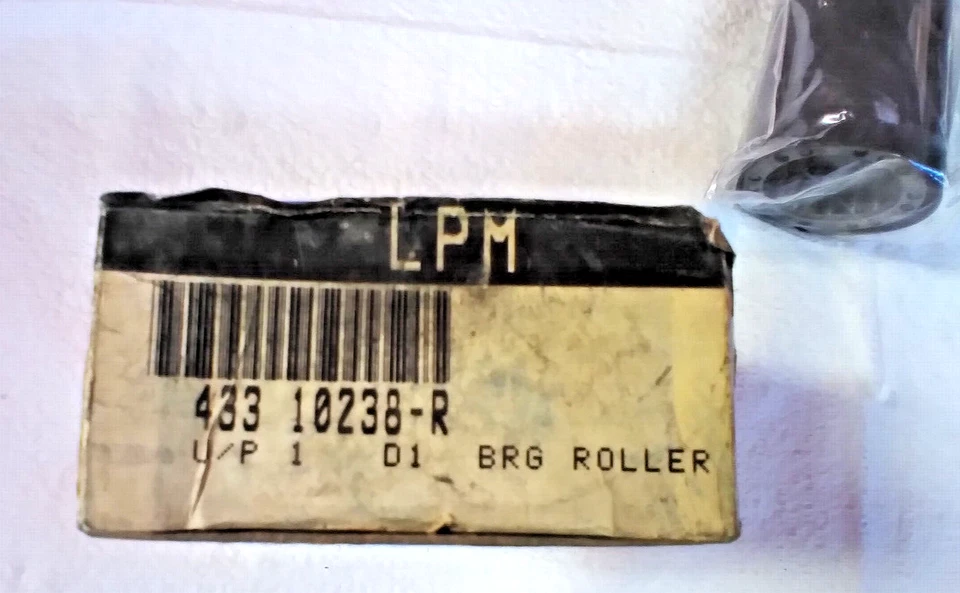 LPM
433 10238-R
U/P 1 D1 BRG ROLLER